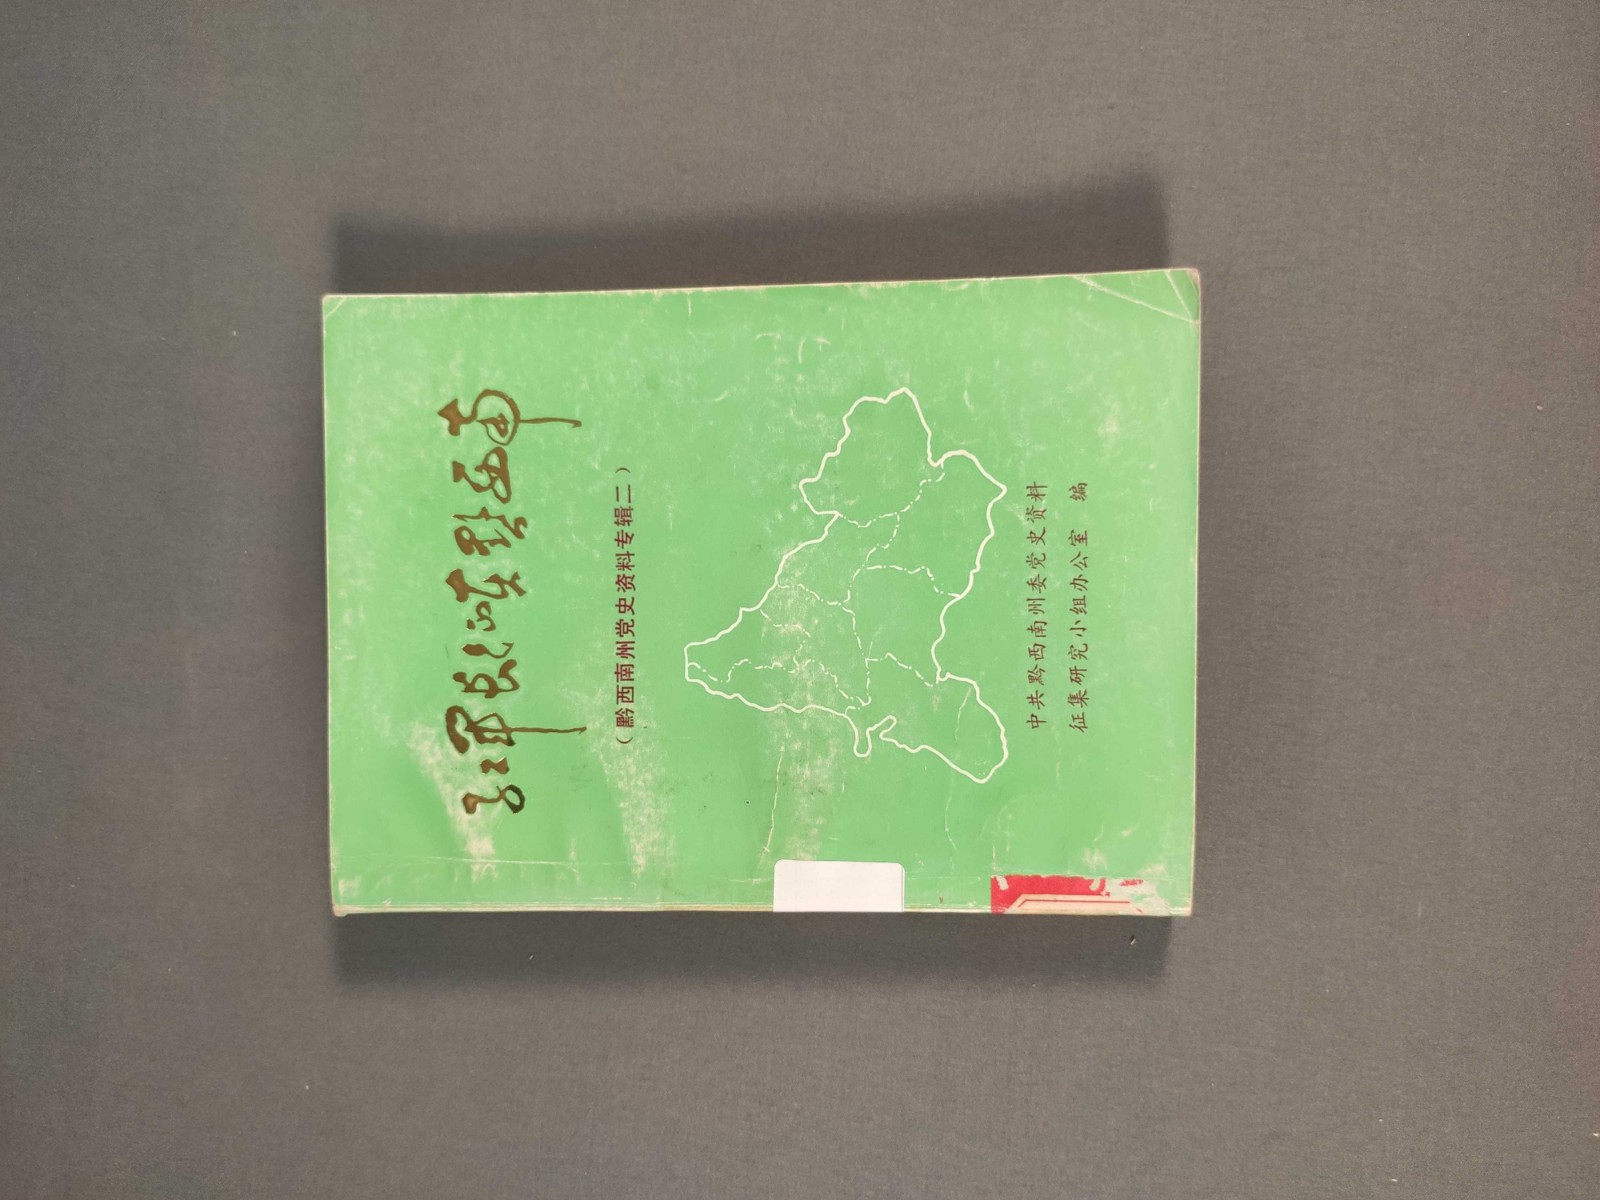 红军长征在黔西南
（黔西南州党史资料专辑二）
中共黔西南州委党史资料
征集研究小组办公室 编